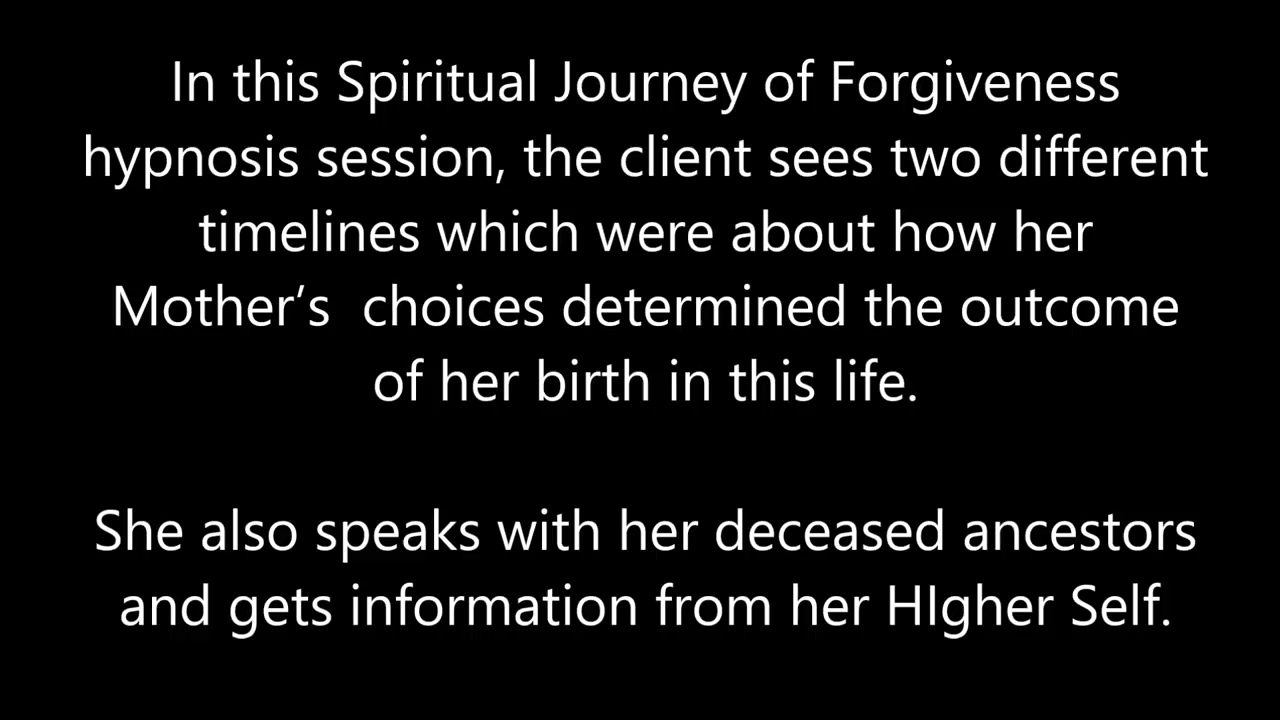 In this Spiritual Journey of Forgiveness
hypnosis session, the client sees two different
timelines which were about how her
Mother’s  choices determined the outcome
of her birth in this life.
She also speaks with her deceased ancestors
and gets information from her HIgher Self.